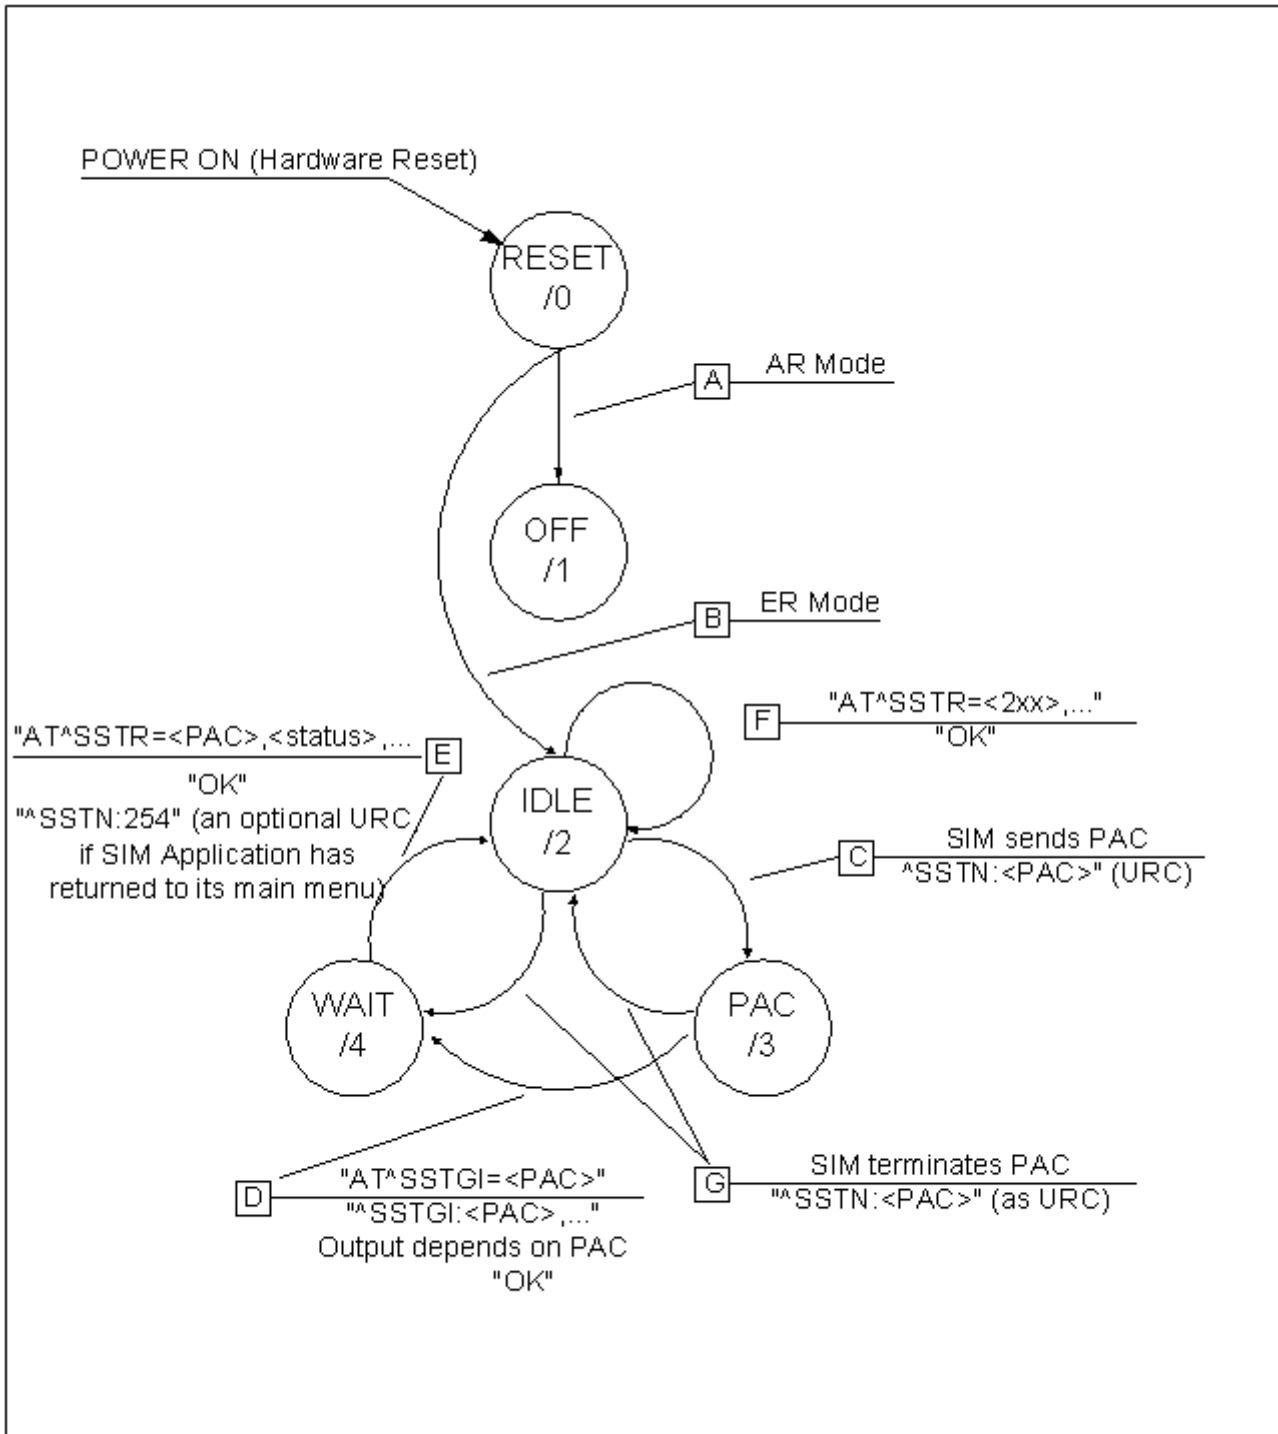 POWER ON (Hardware Reset)
RESET
/0
A
AR Mode
OFF
/1
B
ER Mode
"AT^SSTR=<PAC>,<status>,...
E
"OK"
"^SSTN:254" (an optional URC
if SIM Application has
returned to its main menu)
F
"AT^SSTR=<2xx>,..."
"OK"
IDLE
/2
C
SIM sends PAC
^SSTN:<PAC>" (URC)
WAIT
/4
PAC
/3
D
"AT^SSTGI=<PAC>"
"^SSTGI:<PAC>,..."
Output depends on PAC
"OK"
G
SIM terminates PAC
"^SSTN:<PAC>" (as URC)